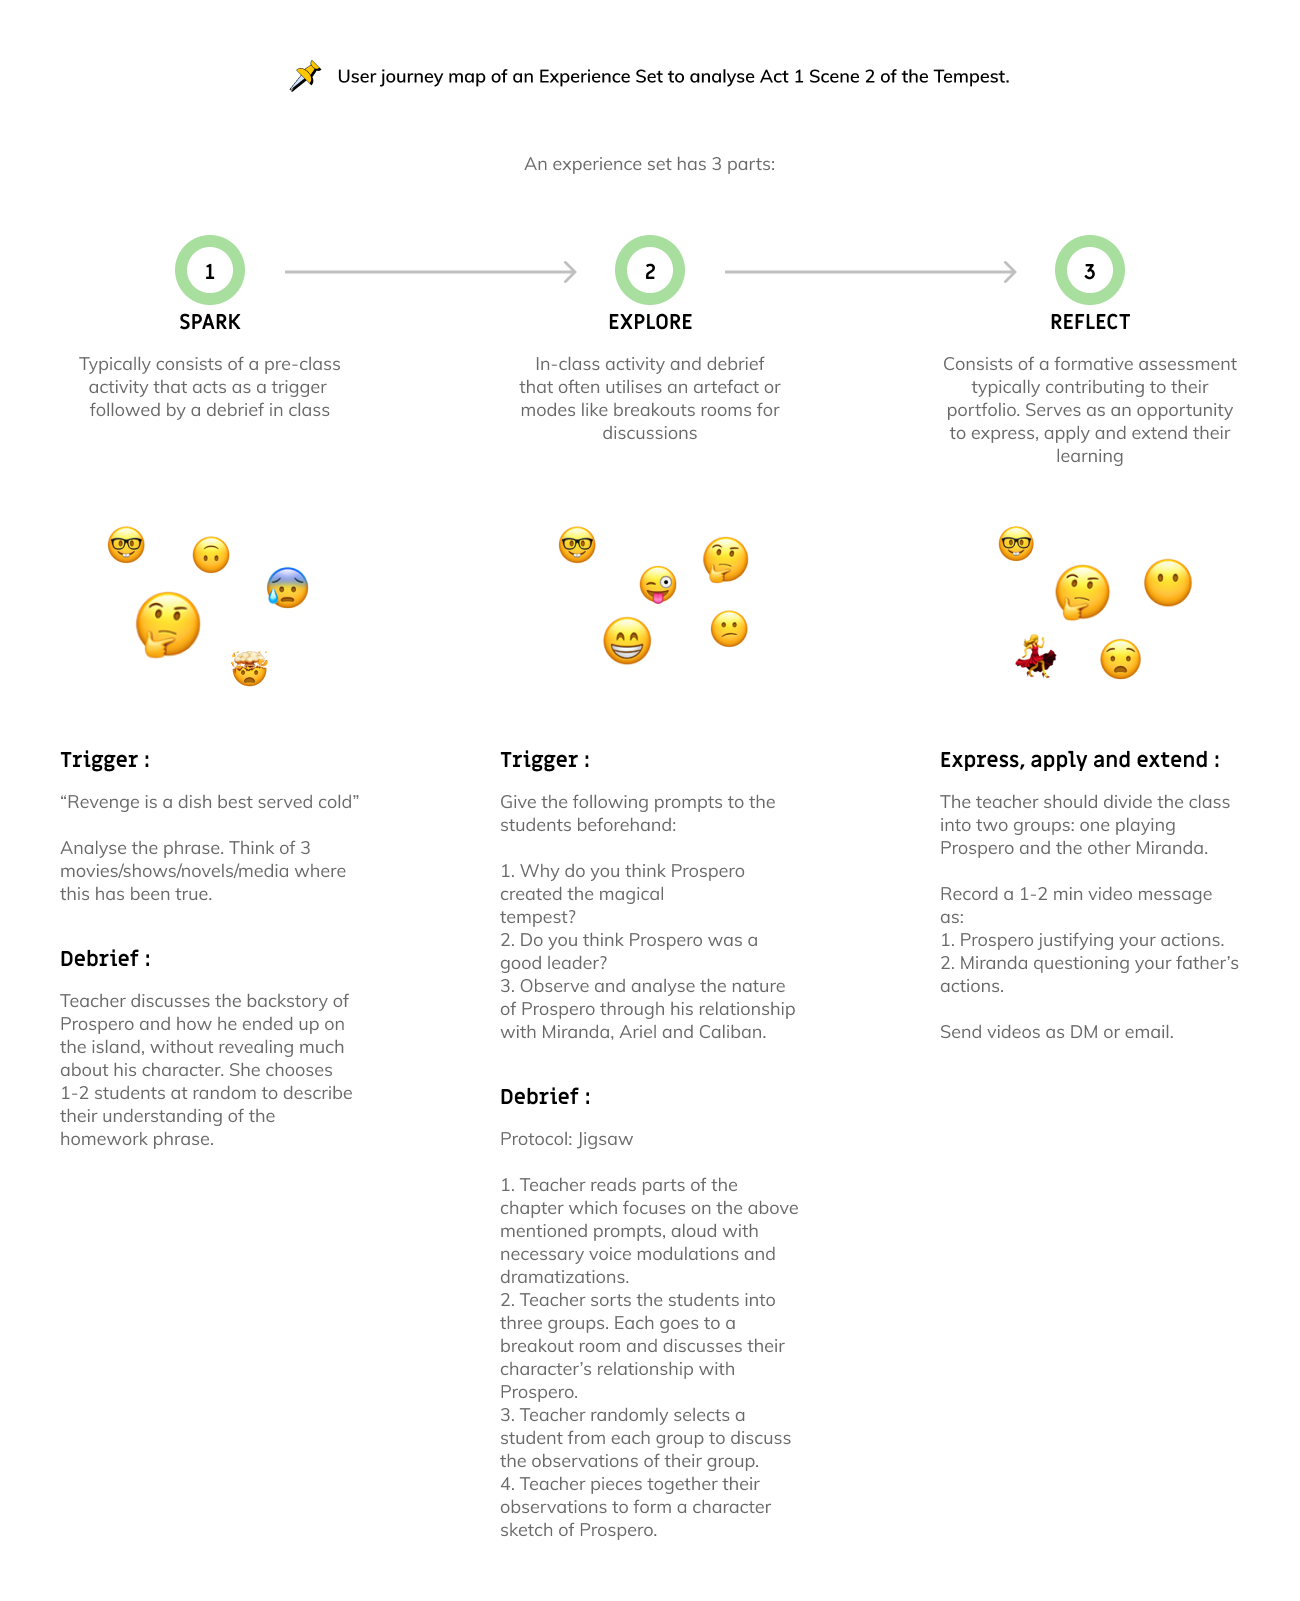 User journey map of an Experience Set to analyse Act 1 Scene 2 of the Tempest.
An experience set has 3 parts:
1
SPARK
Typically consists of a pre-class
activity that acts as a trigger
followed by a debrief in class
2
EXPLORE
In-class activity and debrief
that often utilises an artefact or
modes like breakouts rooms for
discussions
3
REFLECT
Consists of a formative assessment
typically contributing to their
portfolio. Serves as an opportunity
to express, apply and extend their
learning
Trigger :
“Revenge is a dish best served cold”
Analyse the phrase. Think of 3
movies/shows/novels/media where
this has been true.
Debrief :
Teacher discusses the backstory of
Prospero and how he ended up on
the island, without revealing much
about his character. She chooses
1-2 students at random to describe
their understanding of the
homework phrase.
Trigger :
Give the following prompts to the
students beforehand:
1. Why do you think Prospero
created the magical
tempest?
2. Do you think Prospero was a
good leader?
3. Observe and analyse the nature
of Prospero through his relationship
with Miranda, Ariel and Caliban.
Debrief :
Protocol: Jigsaw
1. Teacher reads parts of the
chapter which focuses on the above
mentioned prompts, aloud with
necessary voice modulations and
dramatizations.
2. Teacher sorts the students into
three groups. Each goes to a
breakout room and discusses their
character’s relationship with
Prospero.
3. Teacher randomly selects a
student from each group to discuss
the observations of their group.
4. Teacher pieces together their
observations to form a character
sketch of Prospero.
Express, apply and extend :
The teacher should divide the class
into two groups: one playing
Prospero and the other Miranda.
Record a 1-2 min video message
as:
1. Prospero justifying your actions.
2. Miranda questioning your father’s
actions.
Send videos as DM or email.